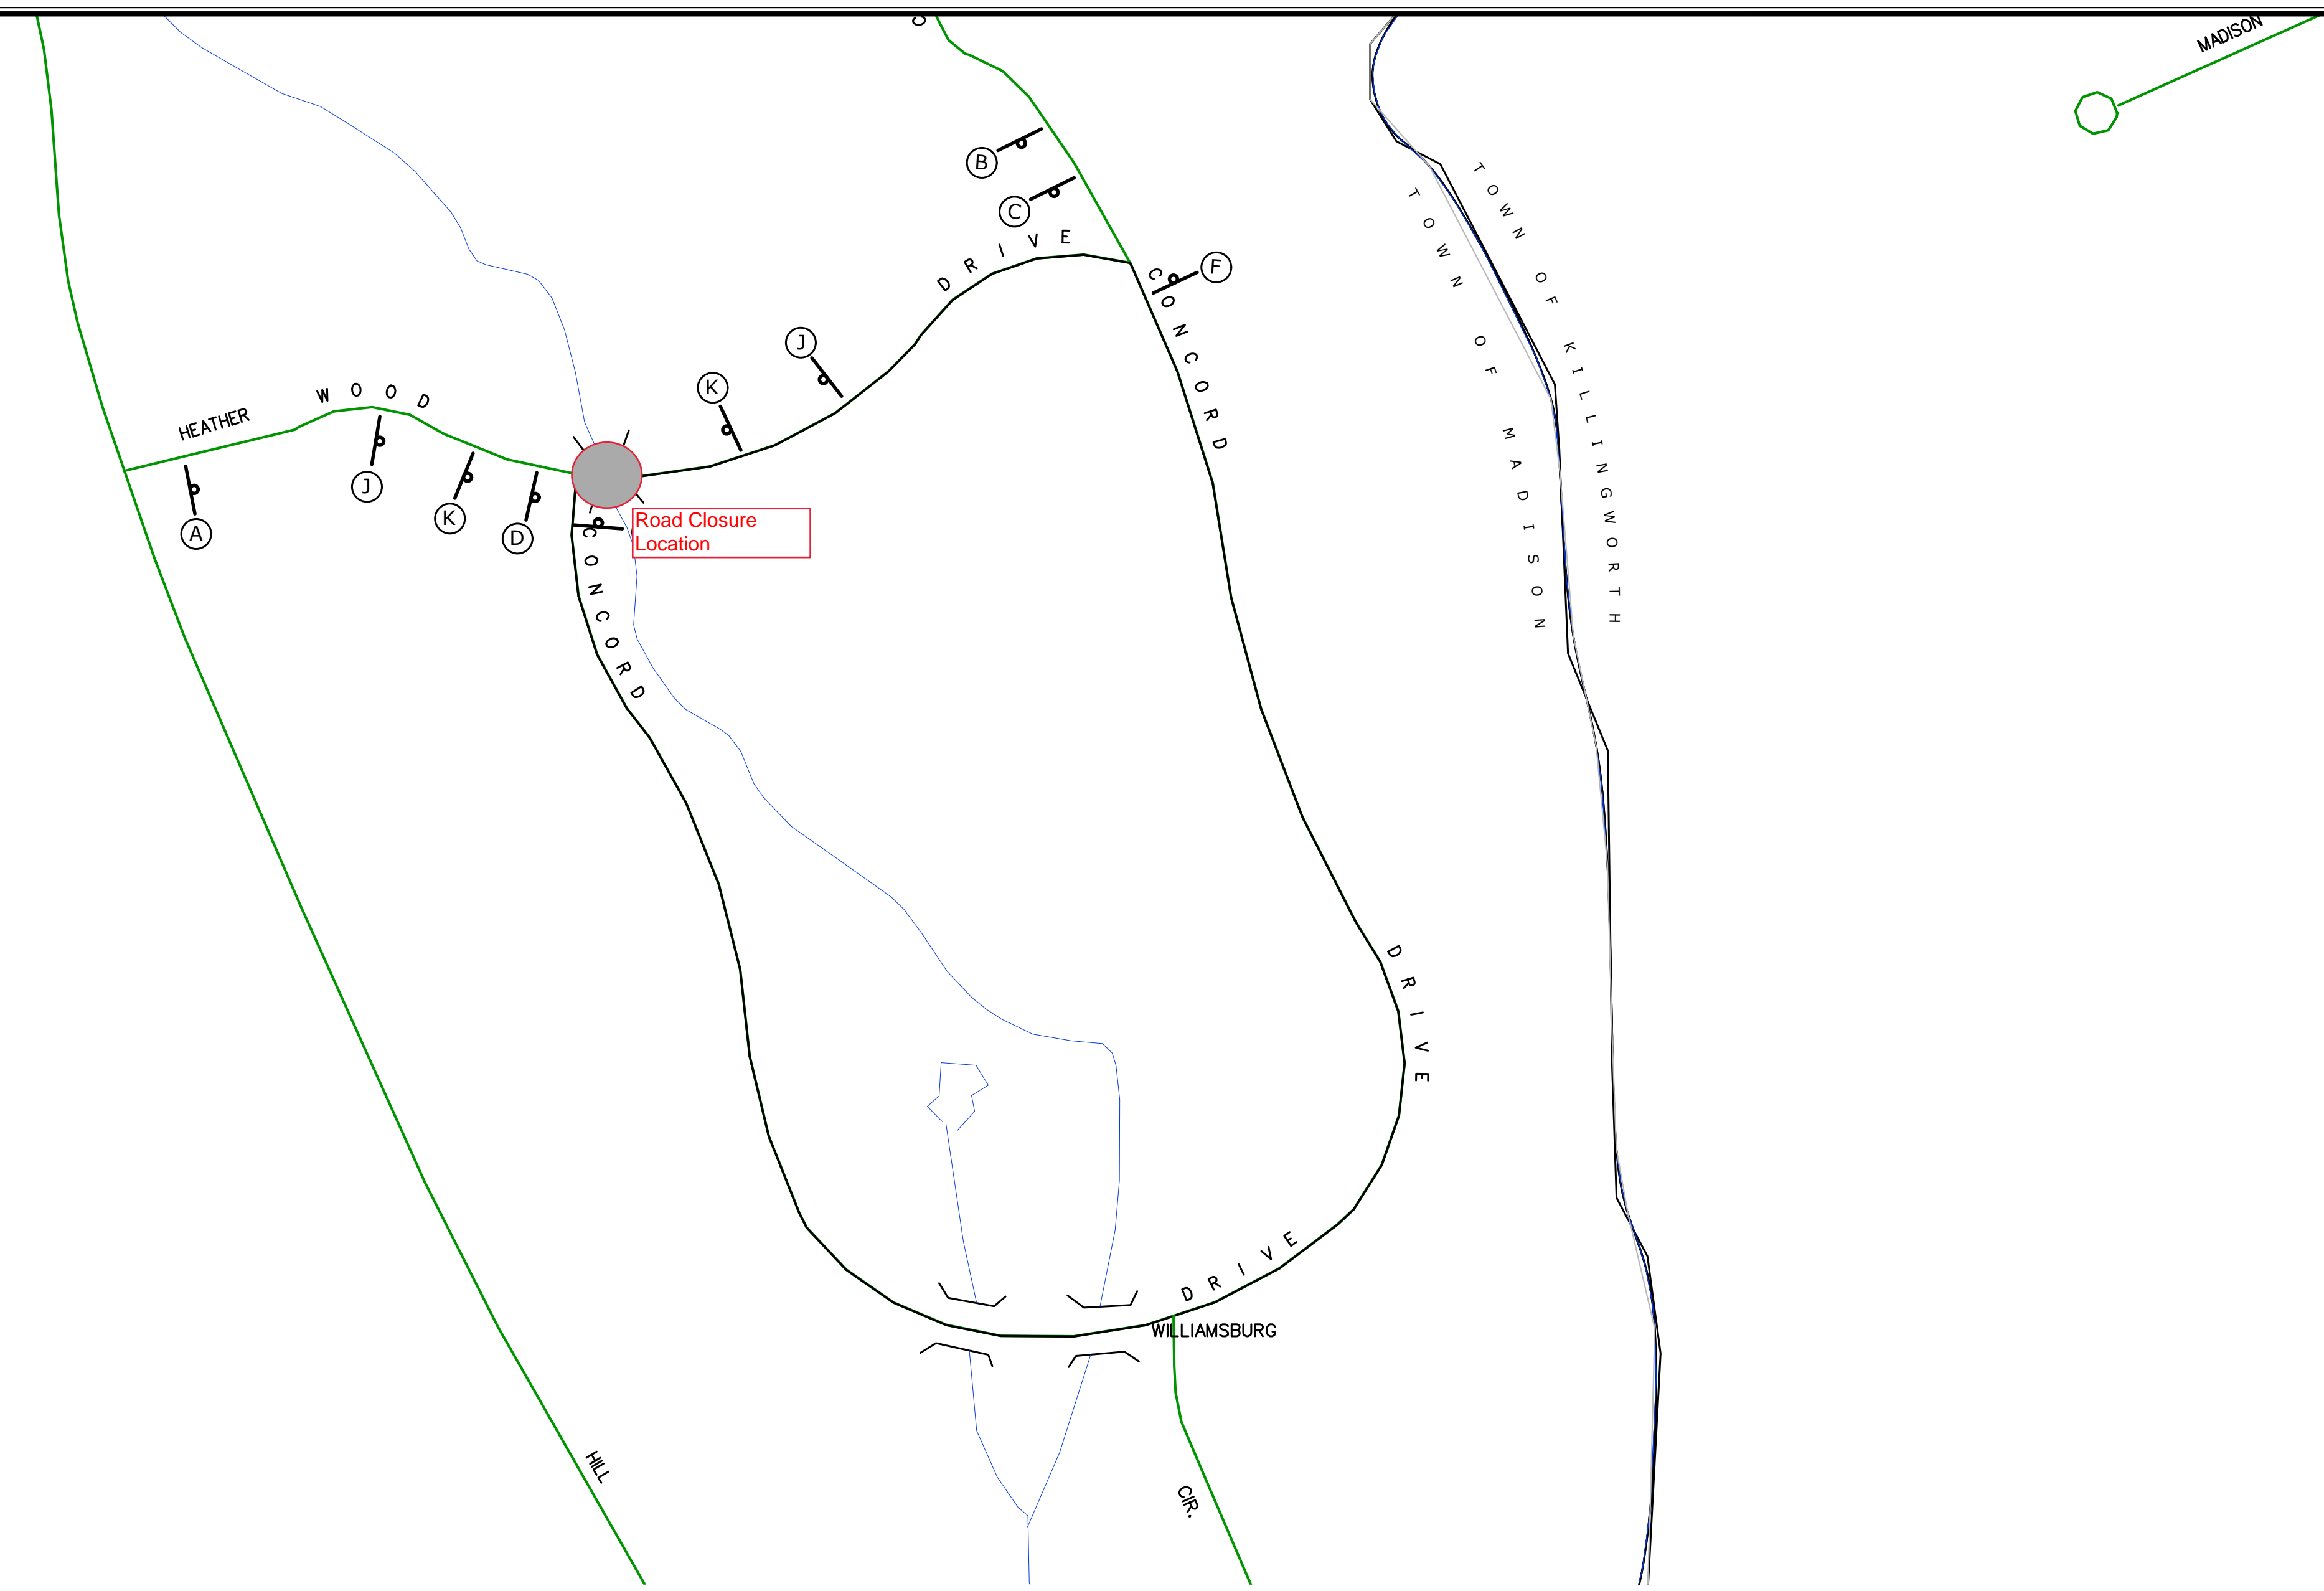 MADISON
B
C
F
DRIVE
CONCORD
J
K
HEATHER WOOD
J
K
A
D
Road Closure
Location
CONCORD
TOWN OF KILLINGWORTH
TOWN OF MADISON
DRIVE
DRIVE
WILLIAMSBURG
HILL
CIR.